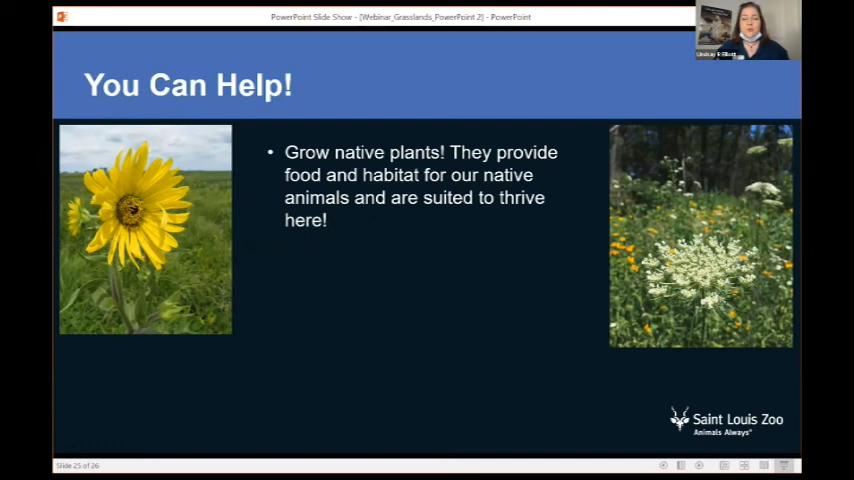 PowerPoint Slide Show - [Webinar_Grasslands_PowerPoint 2] - PowerPoint
Lindsay R Elliott
You Can Help!
• Grow native plants! They provide
food and habitat for our native
animals and are suited to thrive
here!
Saint Louis Zoo
Animals Always®
Slide 25 of 26